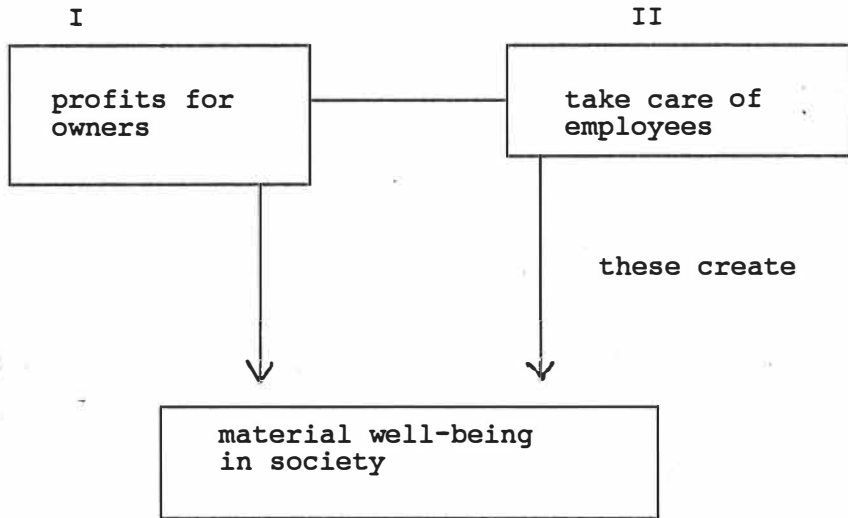 I
II
profits for
owners
take care of
employees
these create
material well-being
in society